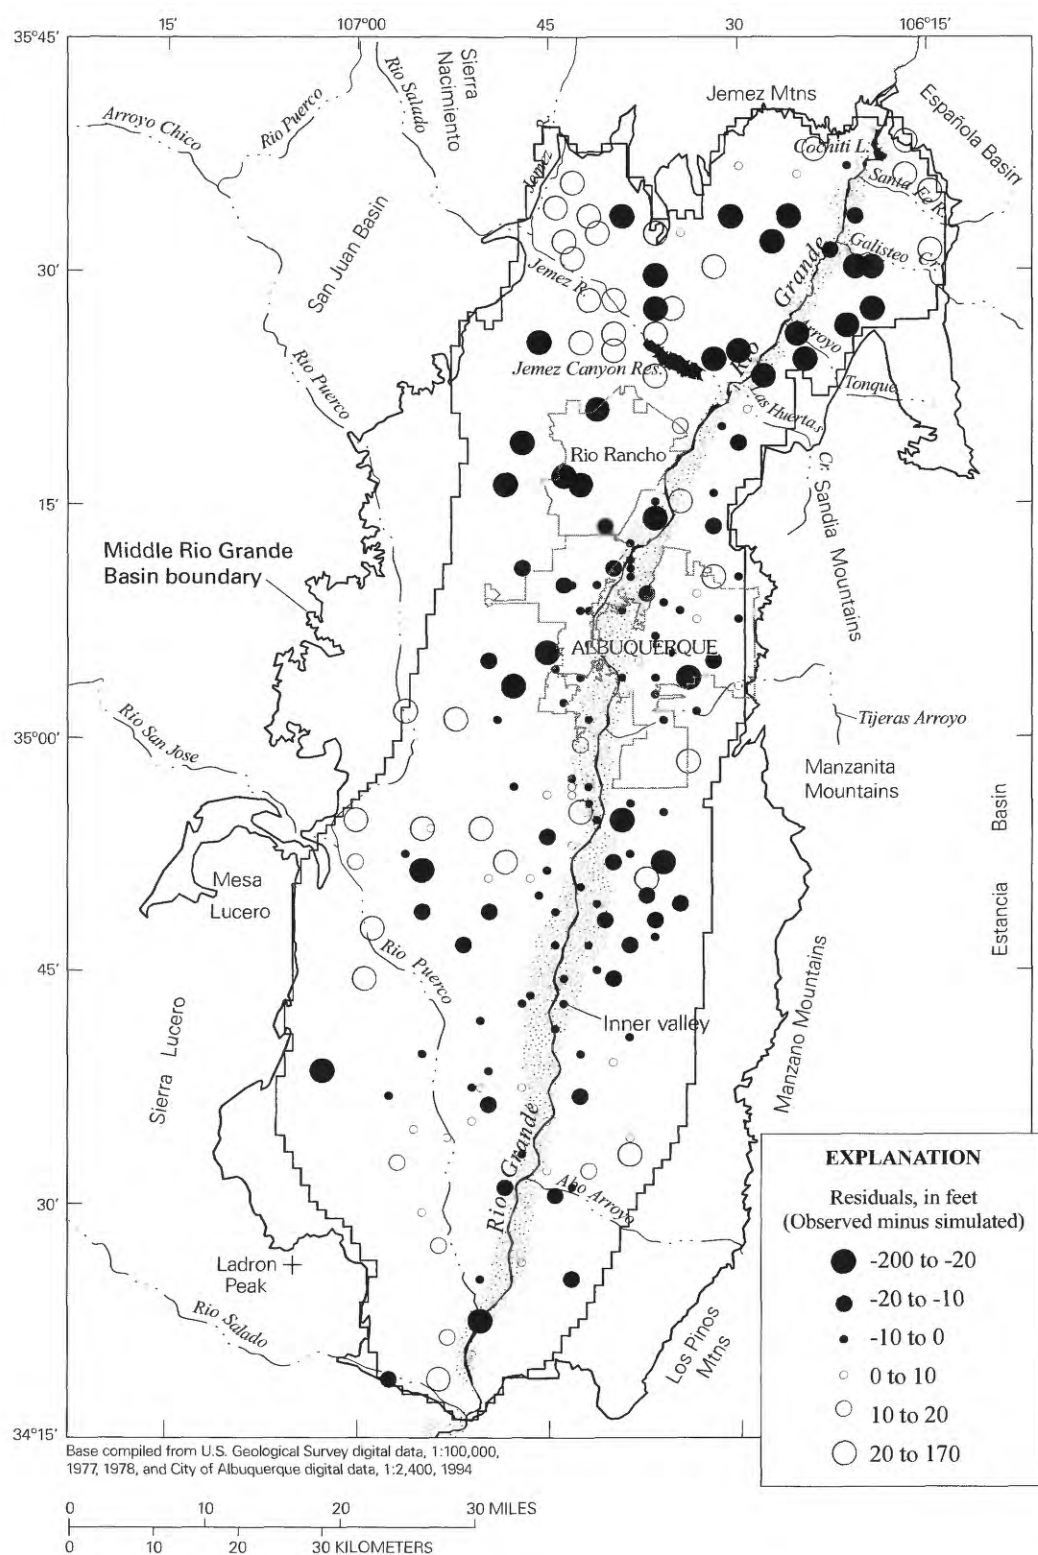 15'
107°00
45
30
106°15'
35°45'
Sierra
Nacimiento
Rio Salado
Rio Puerco
Arroyo Chico
Jemez Mtns
Española Basin
Cochiti L.
Jemez R.
Santa Fe R.
San Juan Basin
Galisteo Cr.
30'
Jemez R.
Rio Grande
Arroyo
Tonque
Jemez Canyon Res.
Las Huertas
Cr.
Rio Puerco
Rio Rancho
15'
Sandia Mountains
Middle Rio Grande
Basin boundary
ALBUQUERQUE
Rio San Jose
35°00'
Tijeras Arroyo
Manzanita
Mountains
Estancia Basin
Mesa
Lucero
Rio Puerco
45'
Inner valley
Manzano Mountains
Sierra Lucero
Rio Grande
Abo Arroyo
30'
Ladron
Peak
Rio Salado
Los Pinos
Mtns
34°15'
EXPLANATION
Residuals, in feet
(Observed minus simulated)
-200 to -20
-20 to -10
-10 to 0
0 to 10
10 to 20
20 to 170
Base compiled from U.S. Geological Survey digital data, 1:100,000,
1977, 1978, and City of Albuquerque digital data, 1:2,400, 1994
0 10 20 30 MILES
0 10 20 30 KILOMETERS